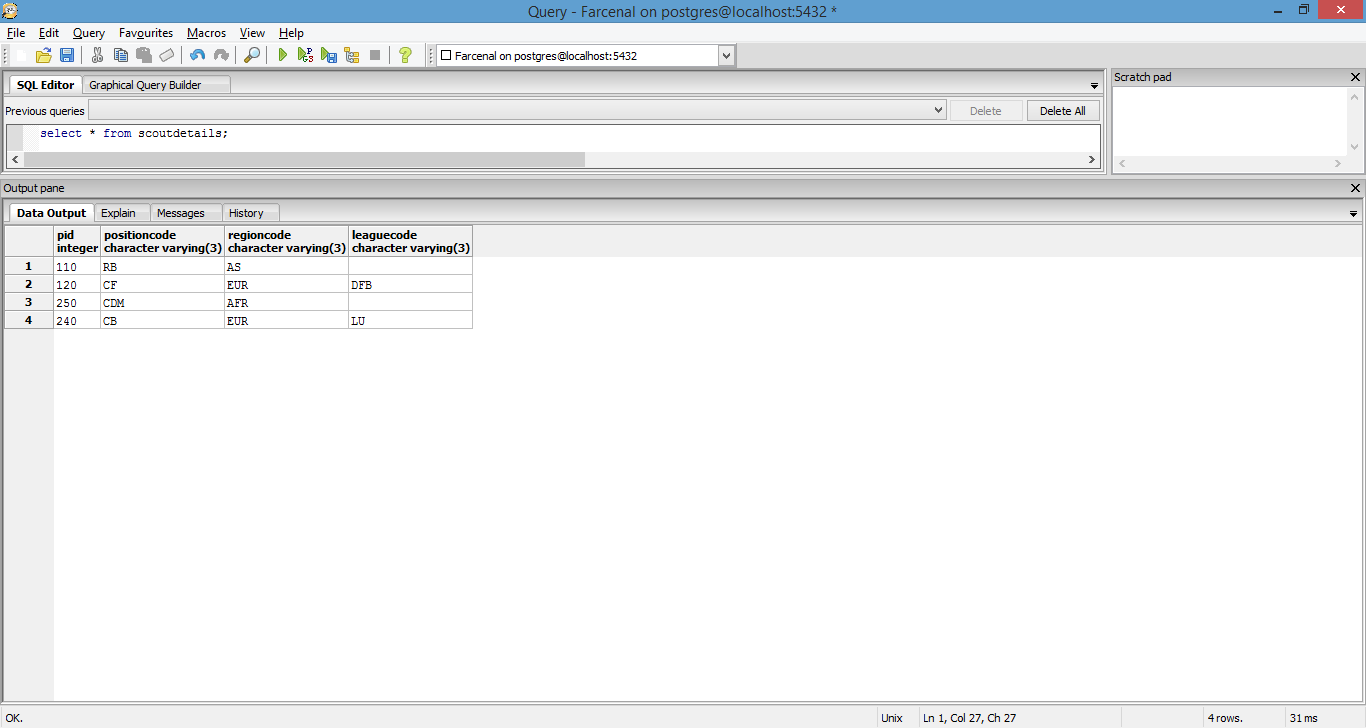 Query - Farcenal on postgres@localhost:5432 *
File Edit Query Favourites Macros View Help
Farcenal on postgres@localhost:5432
SQL Editor Graphical Query Builder
Previous queries Delete Delete All
select * from scoutdetails;
Scratch pad
Output pane
Data Output Explain Messages History
pid positioncode regioncode leaguecode
integer character varying(3) character varying(3) character varying(3)
1 110 RB AS
2 120 CF EUR DFB
3 250 CDM AFR
4 240 CB EUR LU
OK. Unix Ln 1, Col 27, Ch 27 4 rows. 31 ms